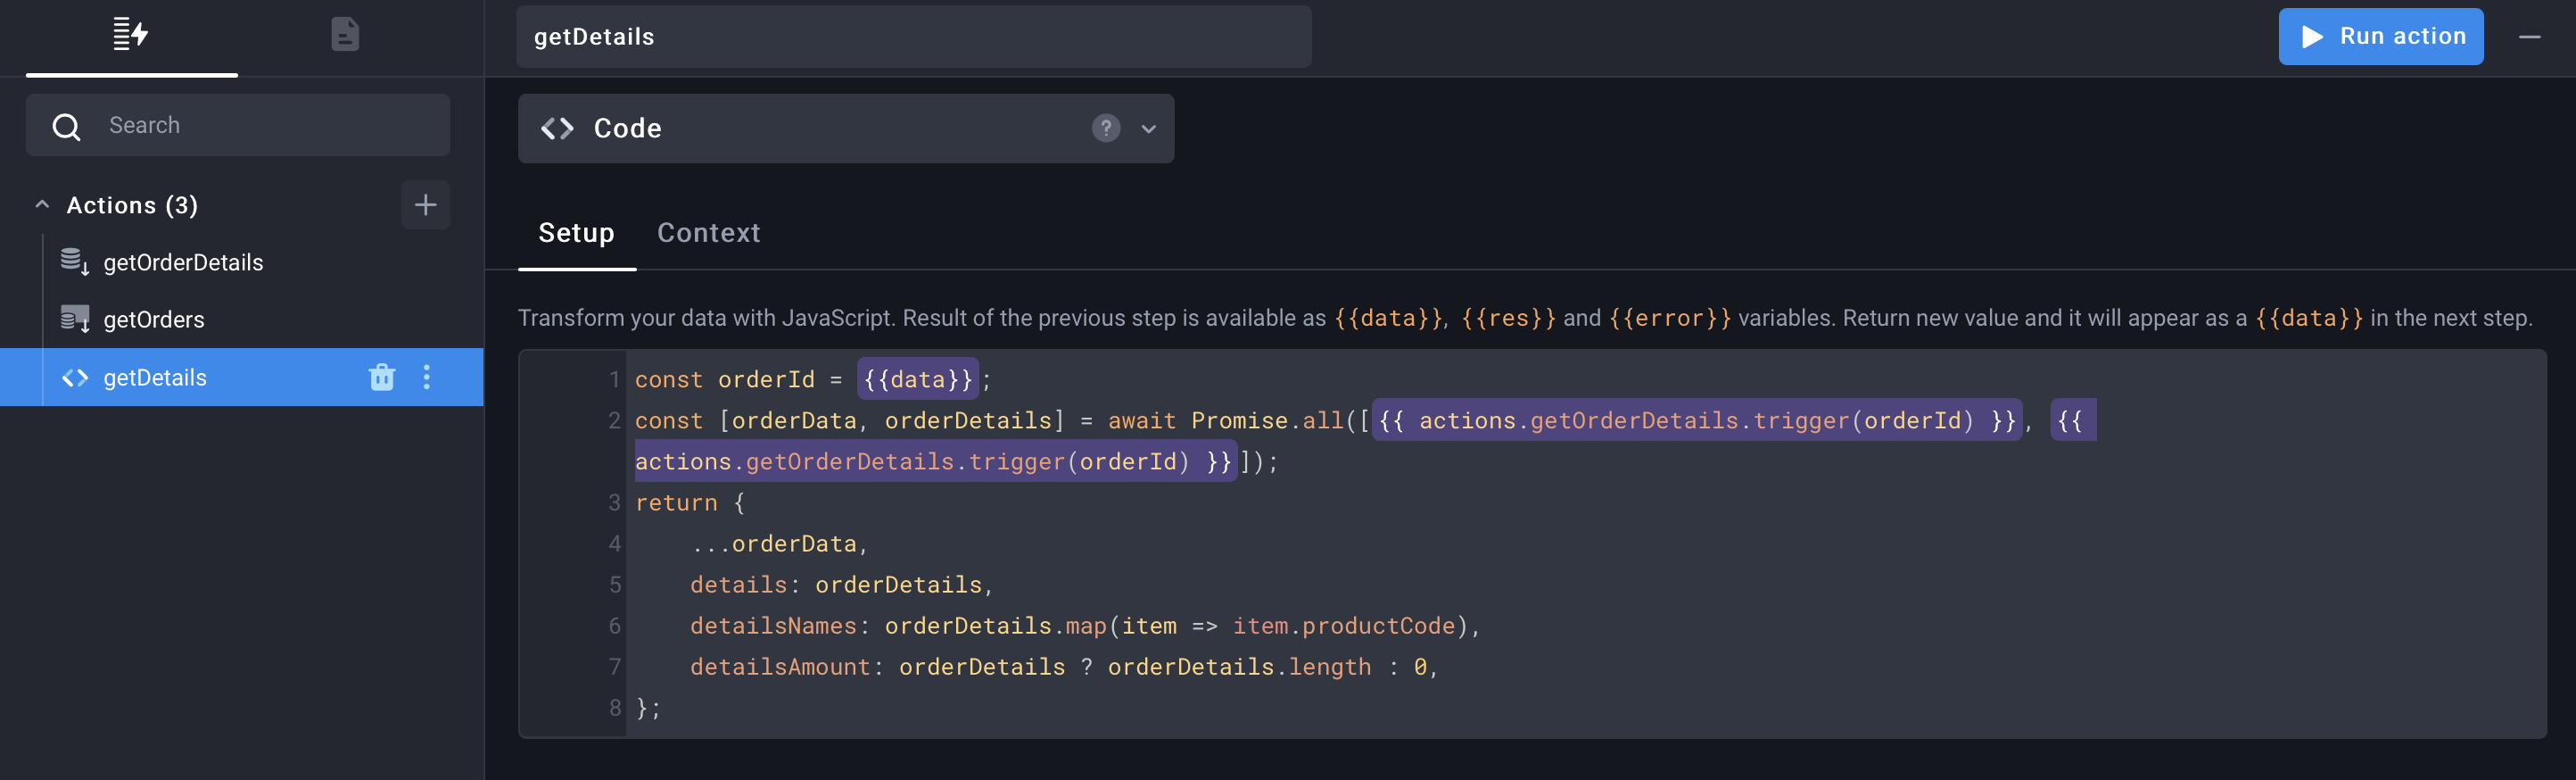 getDetails
Run action
Search
Code
Actions (3)
Setup Context
getOrderDetails
getOrders
getDetails
Transform your data with JavaScript. Result of the previous step is available as {{data}}, {{res}} and {{error}} variables. Return new value and it will appear as a {{data}} in the next step.
1 const orderId = {{data}};
2 const [orderData, orderDetails] = await Promise.all([{{ actions.getOrderDetails.trigger(orderId) }}, {{
actions.getOrderDetails.trigger(orderId) }}]);
3 return {
4 ...orderData,
5 details: orderDetails,
6 detailsNames: orderDetails.map(item => item.productCode),
7 detailsAmount: orderDetails ? orderDetails.length : 0,
8 };